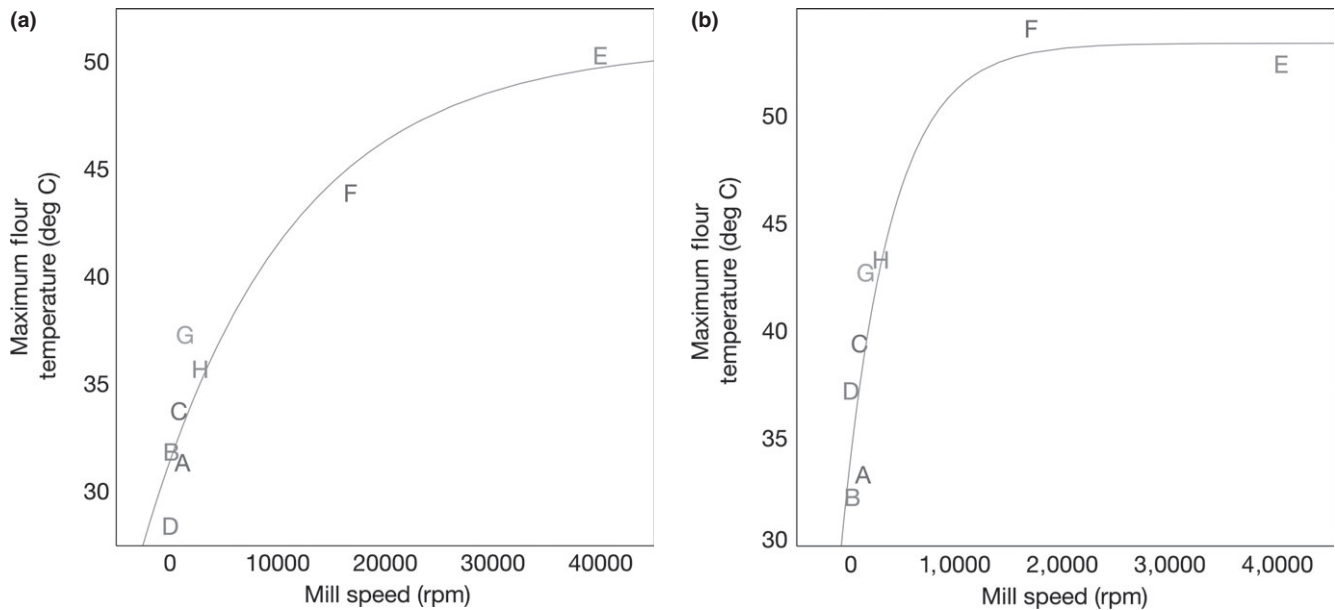 (a)
50
45
40
35
30
Maximum flour
temperature (deg C)
E
F
G
H
C
B
A
D
0 10000 20000 30000 40000
Mill speed (rpm)
(b)
50
45
40
35
30
Maximum flour
temperature (deg C)
F
E
H
G
C
D
A
B
0 1,0000 2,0000 3,0000 4,0000
Mill speed (rpm)